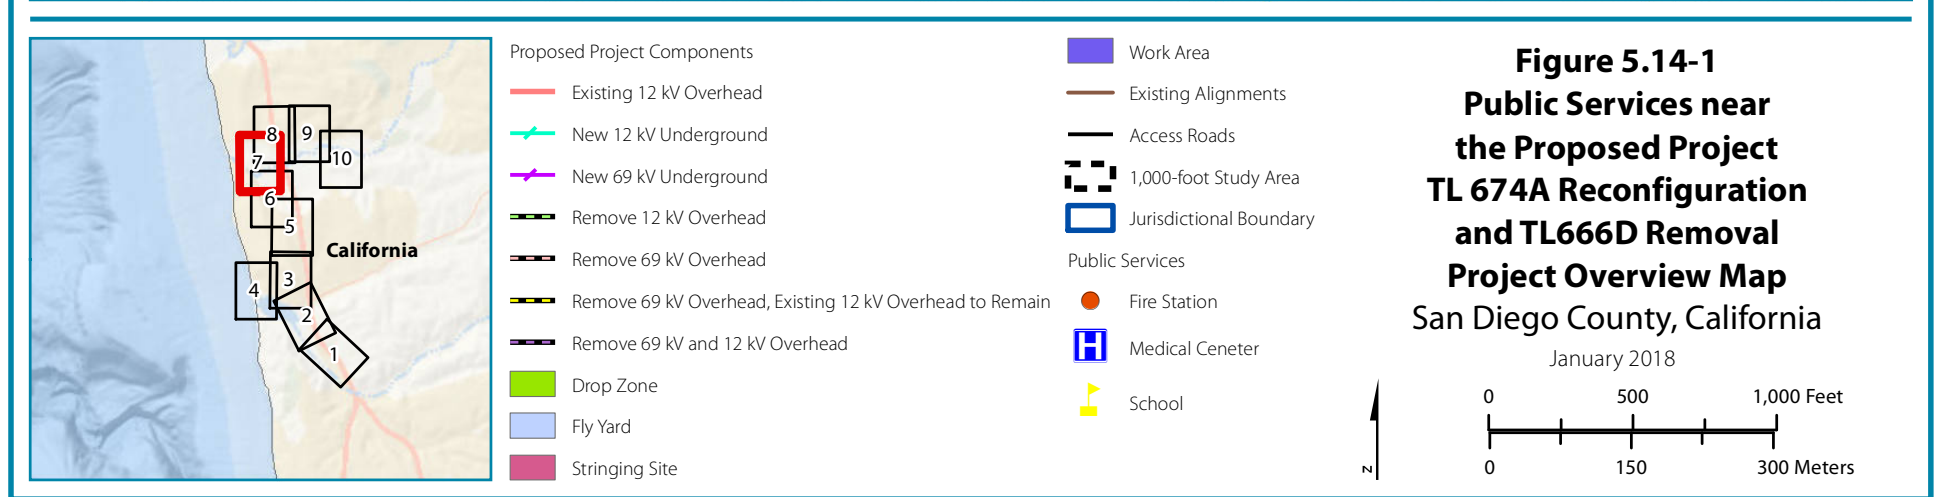 8
9
10
7
6
5
California
3
4
2
1
Proposed Project Components
Existing 12 kV Overhead
New 12 kV Underground
New 69 kV Underground
Remove 12 kV Overhead
Remove 69 kV Overhead
Remove 69 kV Overhead, Existing 12 kV Overhead to Remain
Remove 69 kV and 12 kV Overhead
Drop Zone
Fly Yard
Stringing Site
Work Area
Existing Alignments
Access Roads
1,000-foot Study Area
Jurisdictional Boundary
Public Services
Fire Station
H
Medical Ceneter
School
Figure 5.14-1
Public Services near
the Proposed Project
TL 674A Reconfiguration
and TL666D Removal
Project Overview Map
San Diego County, California
January 2018
0 500 1,000 Feet
0 150 300 Meters
N